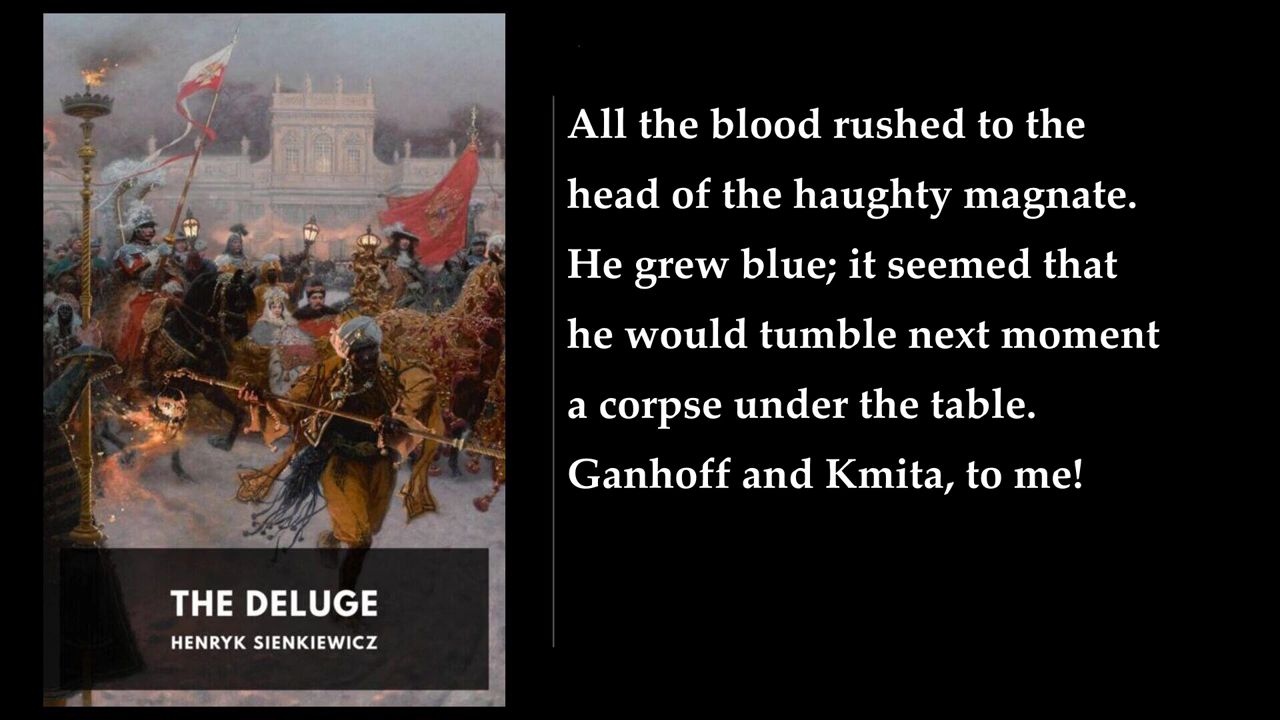 All the blood rushed to the
head of the haughty magnate.
He grew blue; it seemed that
he would tumble next moment
a corpse under the table.
Ganhoff and Kmita, to me!
THE DELUGE
HENRYK SIENKIEWICZ